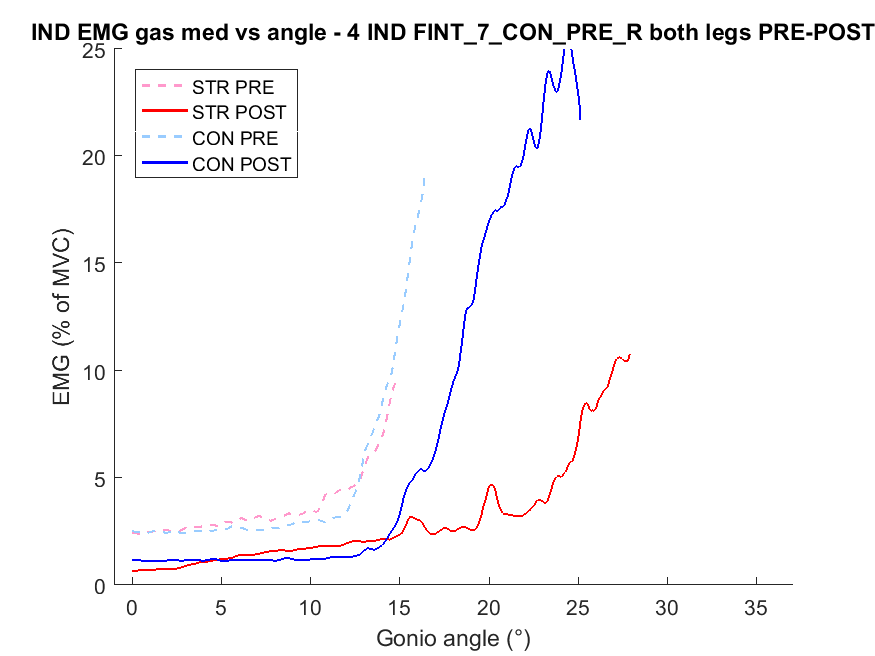 IND EMG gas med vs angle - 4 IND FINT_7_CON_PRE_R both legs PRE-POST
STR PRE
STR POST
CON PRE
CON POST
EMG (% of MVC)
25
20
15
10
5
0
0 5 10 15 20 25 30 35
Gonio angle (°)